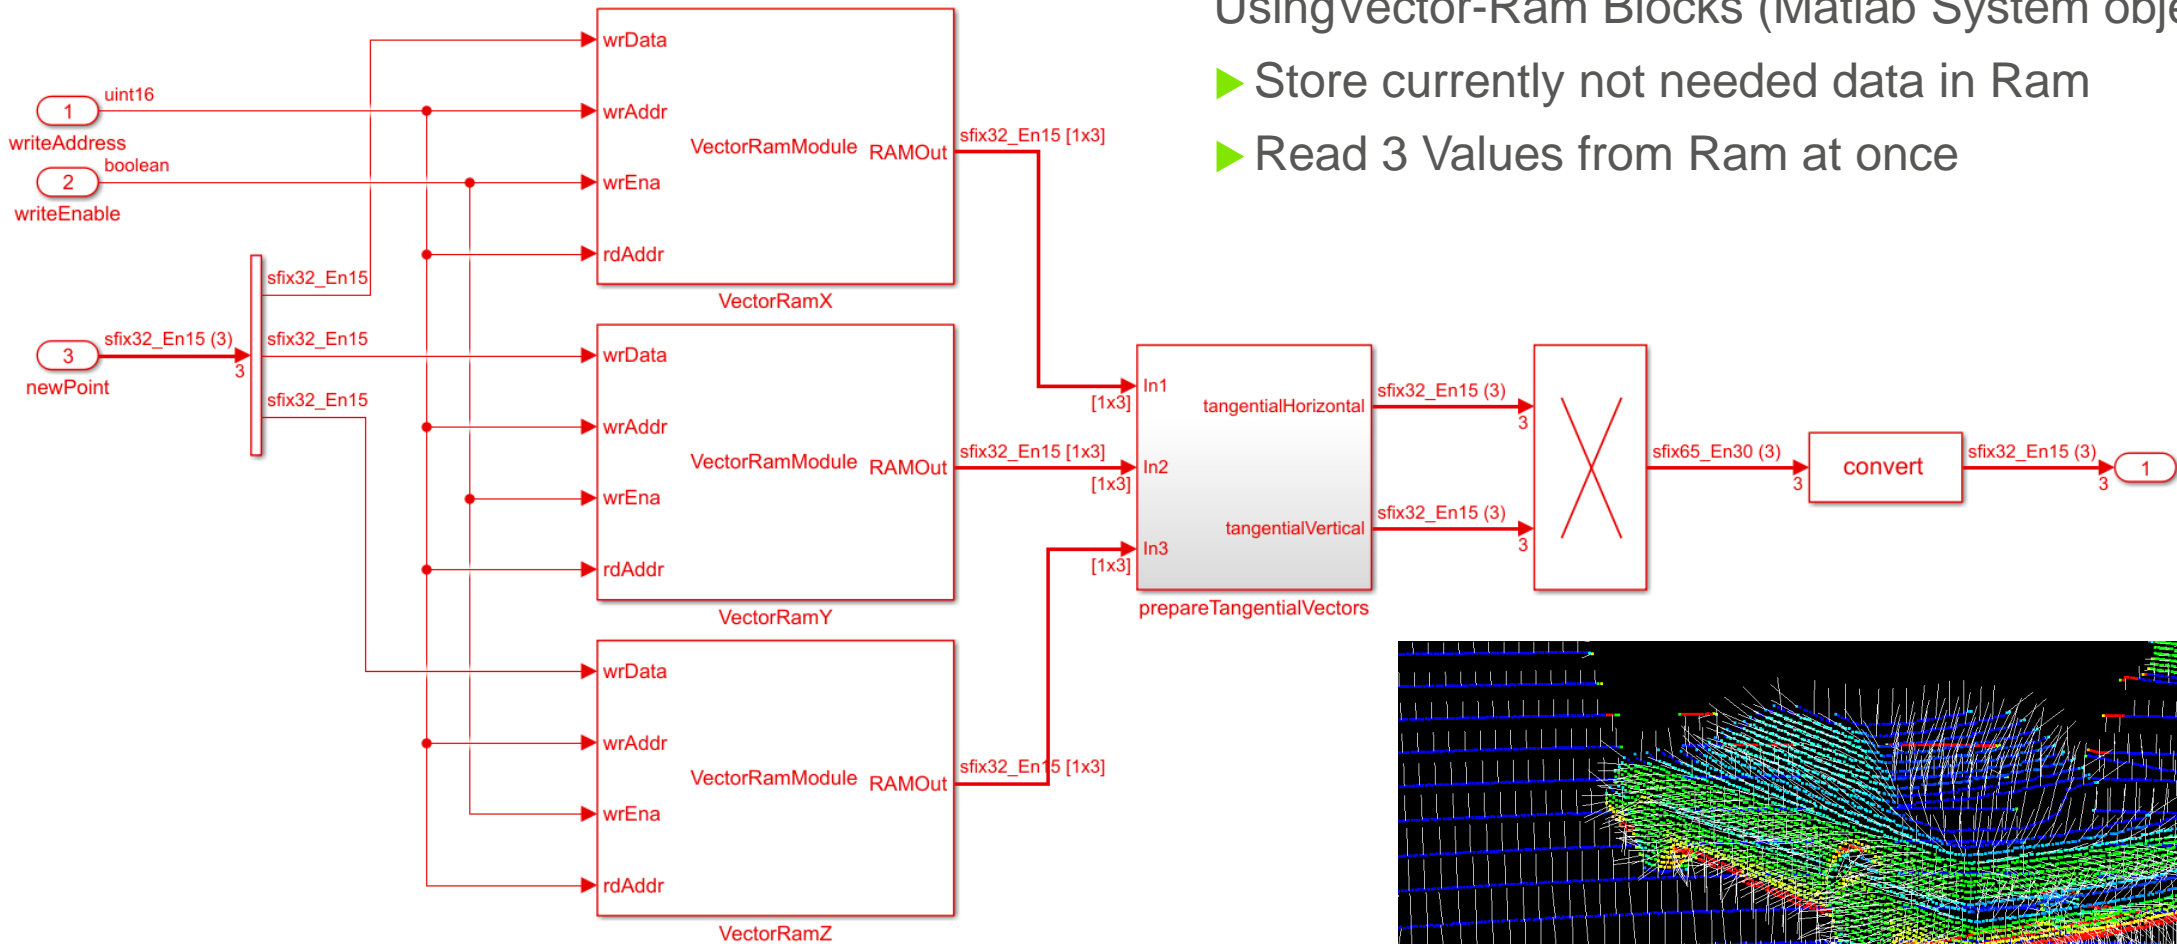 UsingVector-Ram Blocks (Matlab System obje
Store currently not needed data in Ram
Read 3 Values from Ram at once
1
uint16
writeAddress
2
boolean
writeEnable
3
sfix32_En15 (3)
3
newPoint
sfix32_En15
sfix32_En15
sfix32_En15
wrData
wrAddr
wrEna
rdAddr
VectorRamModule
RAMOut
sfix32_En15 [1x3]
VectorRamX
wrData
wrAddr
wrEna
rdAddr
VectorRamModule
RAMOut
sfix32_En15 [1x3]
VectorRamY
wrData
wrAddr
wrEna
rdAddr
VectorRamModule
RAMOut
sfix32_En15 [1x3]
VectorRamZ
In1
[1x3]
In2
[1x3]
In3
[1x3]
tangentialHorizontal
tangentialVertical
prepareTangentialVectors
sfix32_En15 (3)
3
sfix32_En15 (3)
3
sfix65_En30 (3)
3
convert
sfix32_En15 (3)
3
1